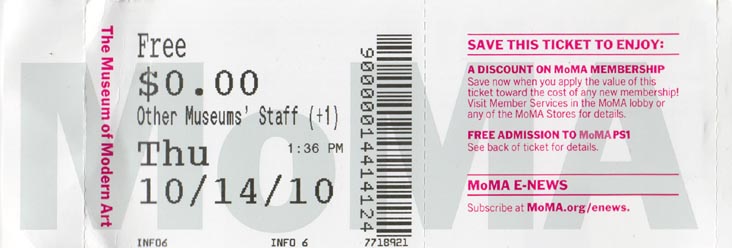 MoMA
The Museum of Modern Art
Free
$0.00
Other Museums' Staff (+1)
Thu 1:36 PM
10/14/10
INFO6 INFO 6 7718921
9000001441412​4
SAVE THIS TICKET TO ENJOY:
A DISCOUNT ON MoMA MEMBERSHIP
Save now when you apply the value of this
ticket toward the cost of any new membership!
Visit Member Services in the MoMA lobby or
any of the MoMA Stores for details.
FREE ADMISSION TO MoMA PS1
See back of ticket for details.
MoMA E-NEWS
Subscribe at MoMA.org/enews.